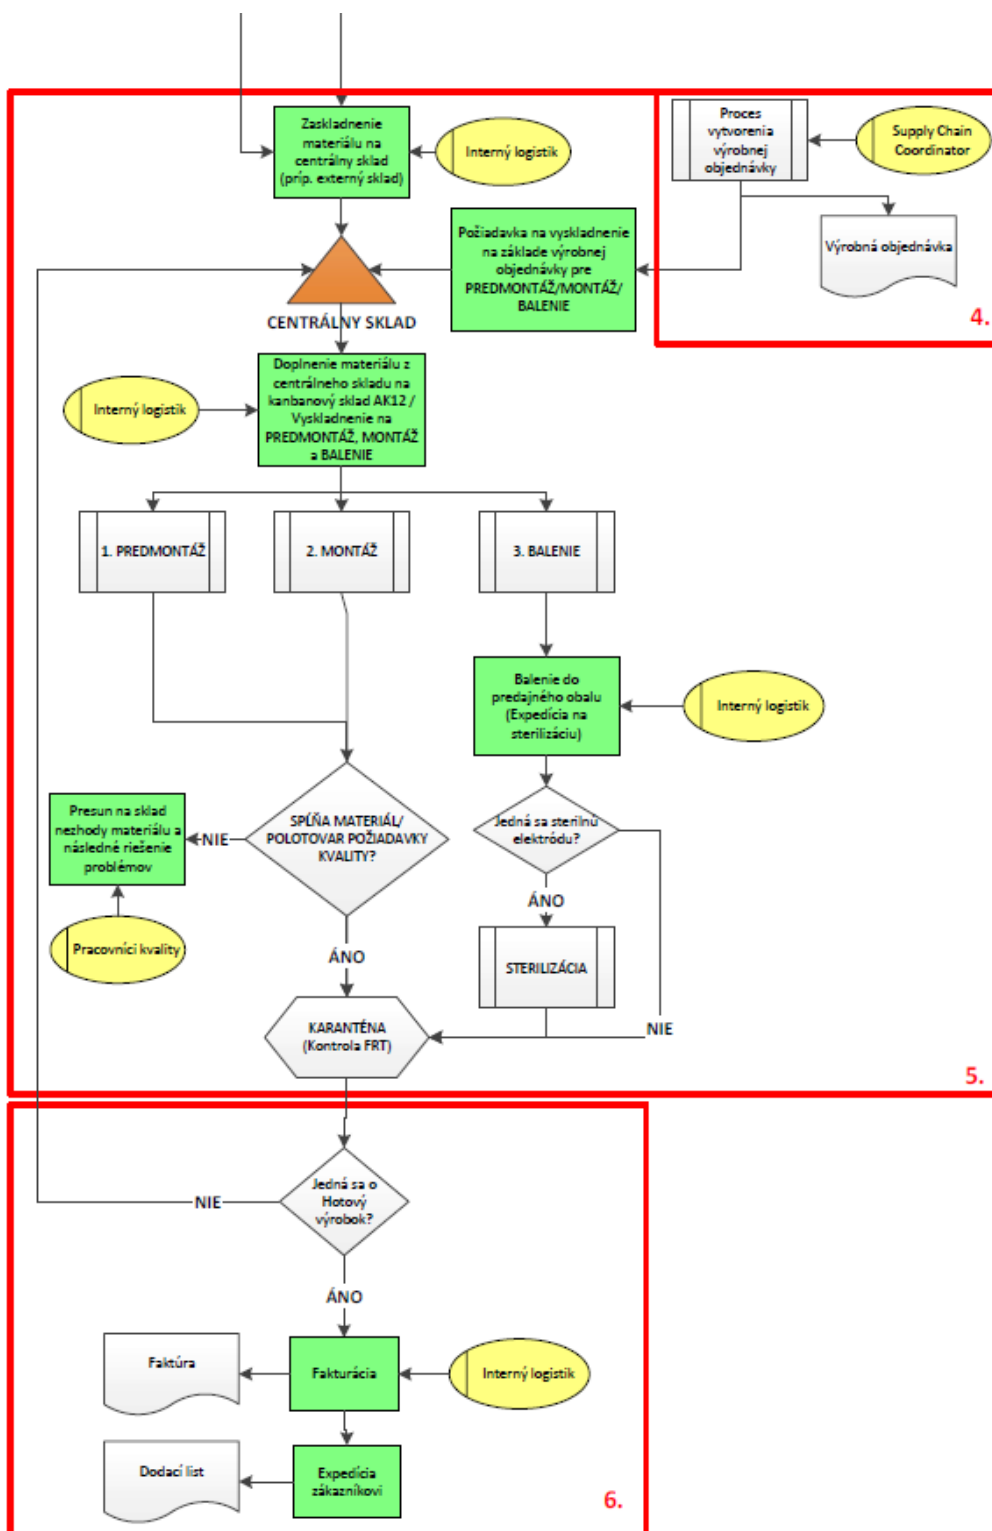 Zaskladnenie
materiálu na
centrálny sklad
(príp. externý sklad)
Interný logistik
Proces
vytvorenia
výrobnej
objednávky
Supply Chain
Coordinator
Výrobná objednávka
4.
Požiadavka na vyskladnenie
na základe výrobnej
objednávky pre
PREDMONTÁŽ/MONTÁŽ/
BALENIE
CENTRÁLNY SKLAD
Doplnenie materiálu z
centrálneho skladu na
kanbanový sklad AK12 /
Vyskladnenie na
PREDMONTÁŽ, MONTÁŽ
a BALENIE
Interný logistik
1. PREDMONTÁŽ
2. MONTÁŽ
3. BALENIE
Balenie do
predajného obalu
(Expedícia na
sterilizáciu)
Interný logistik
SPĹŇA MATERIÁL/
POLOTOVAR POŽIADAVKY
KVALITY?
NIE
Presun na sklad
nezhody materiálu a
následné riešenie
problémov
Pracovníci kvality
Jedná sa sterilnú
elektródu?
ÁNO
STERILIZÁCIA
NIE
ÁNO
KARANTÉNA
(Kontrola FRT)
5.
Jedná sa o
Hotový
výrobok?
NIE
ÁNO
Faktúra
Fakturácia
Interný logistik
Dodací list
Expedícia
zákazníkovi
6.